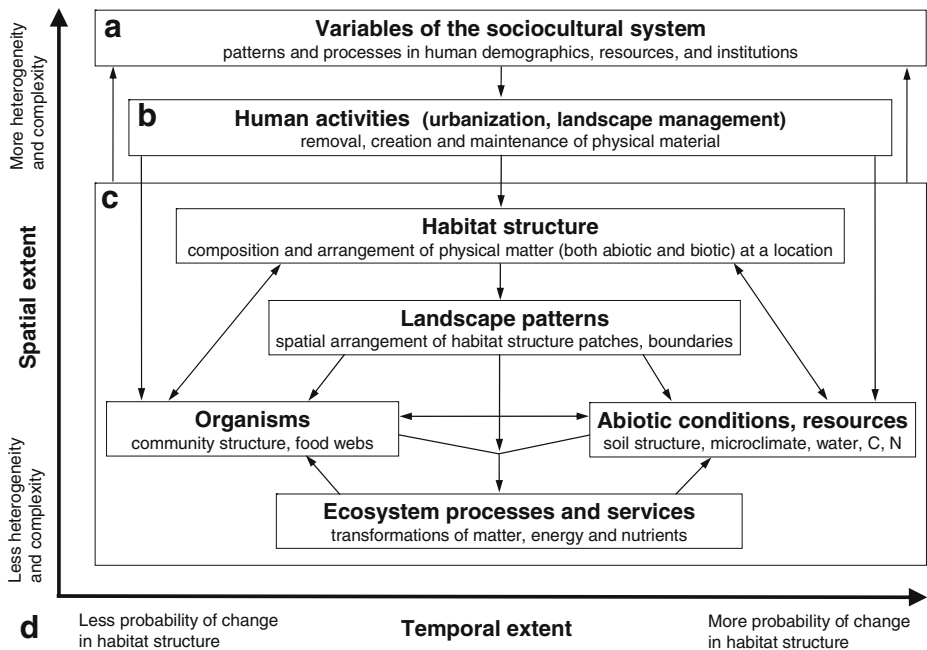 a
Variables of the sociocultural system
patterns and processes in human demographics, resources, and institutions
b
Human activities (urbanization, landscape management)
removal, creation and maintenance of physical material
c
Habitat structure
composition and arrangement of physical matter (both abiotic and biotic) at a location
Landscape patterns
spatial arrangement of habitat structure patches, boundaries
Organisms
community structure, food webs
Abiotic conditions, resources
soil structure, microclimate, water, C, N
Ecosystem processes and services
transformations of matter, energy and nutrients
More heterogeneity
and complexity
Spatial extent
Less heterogeneity
and complexity
d
Less probability of change
in habitat structure
Temporal extent
More probability of change
in habitat structure